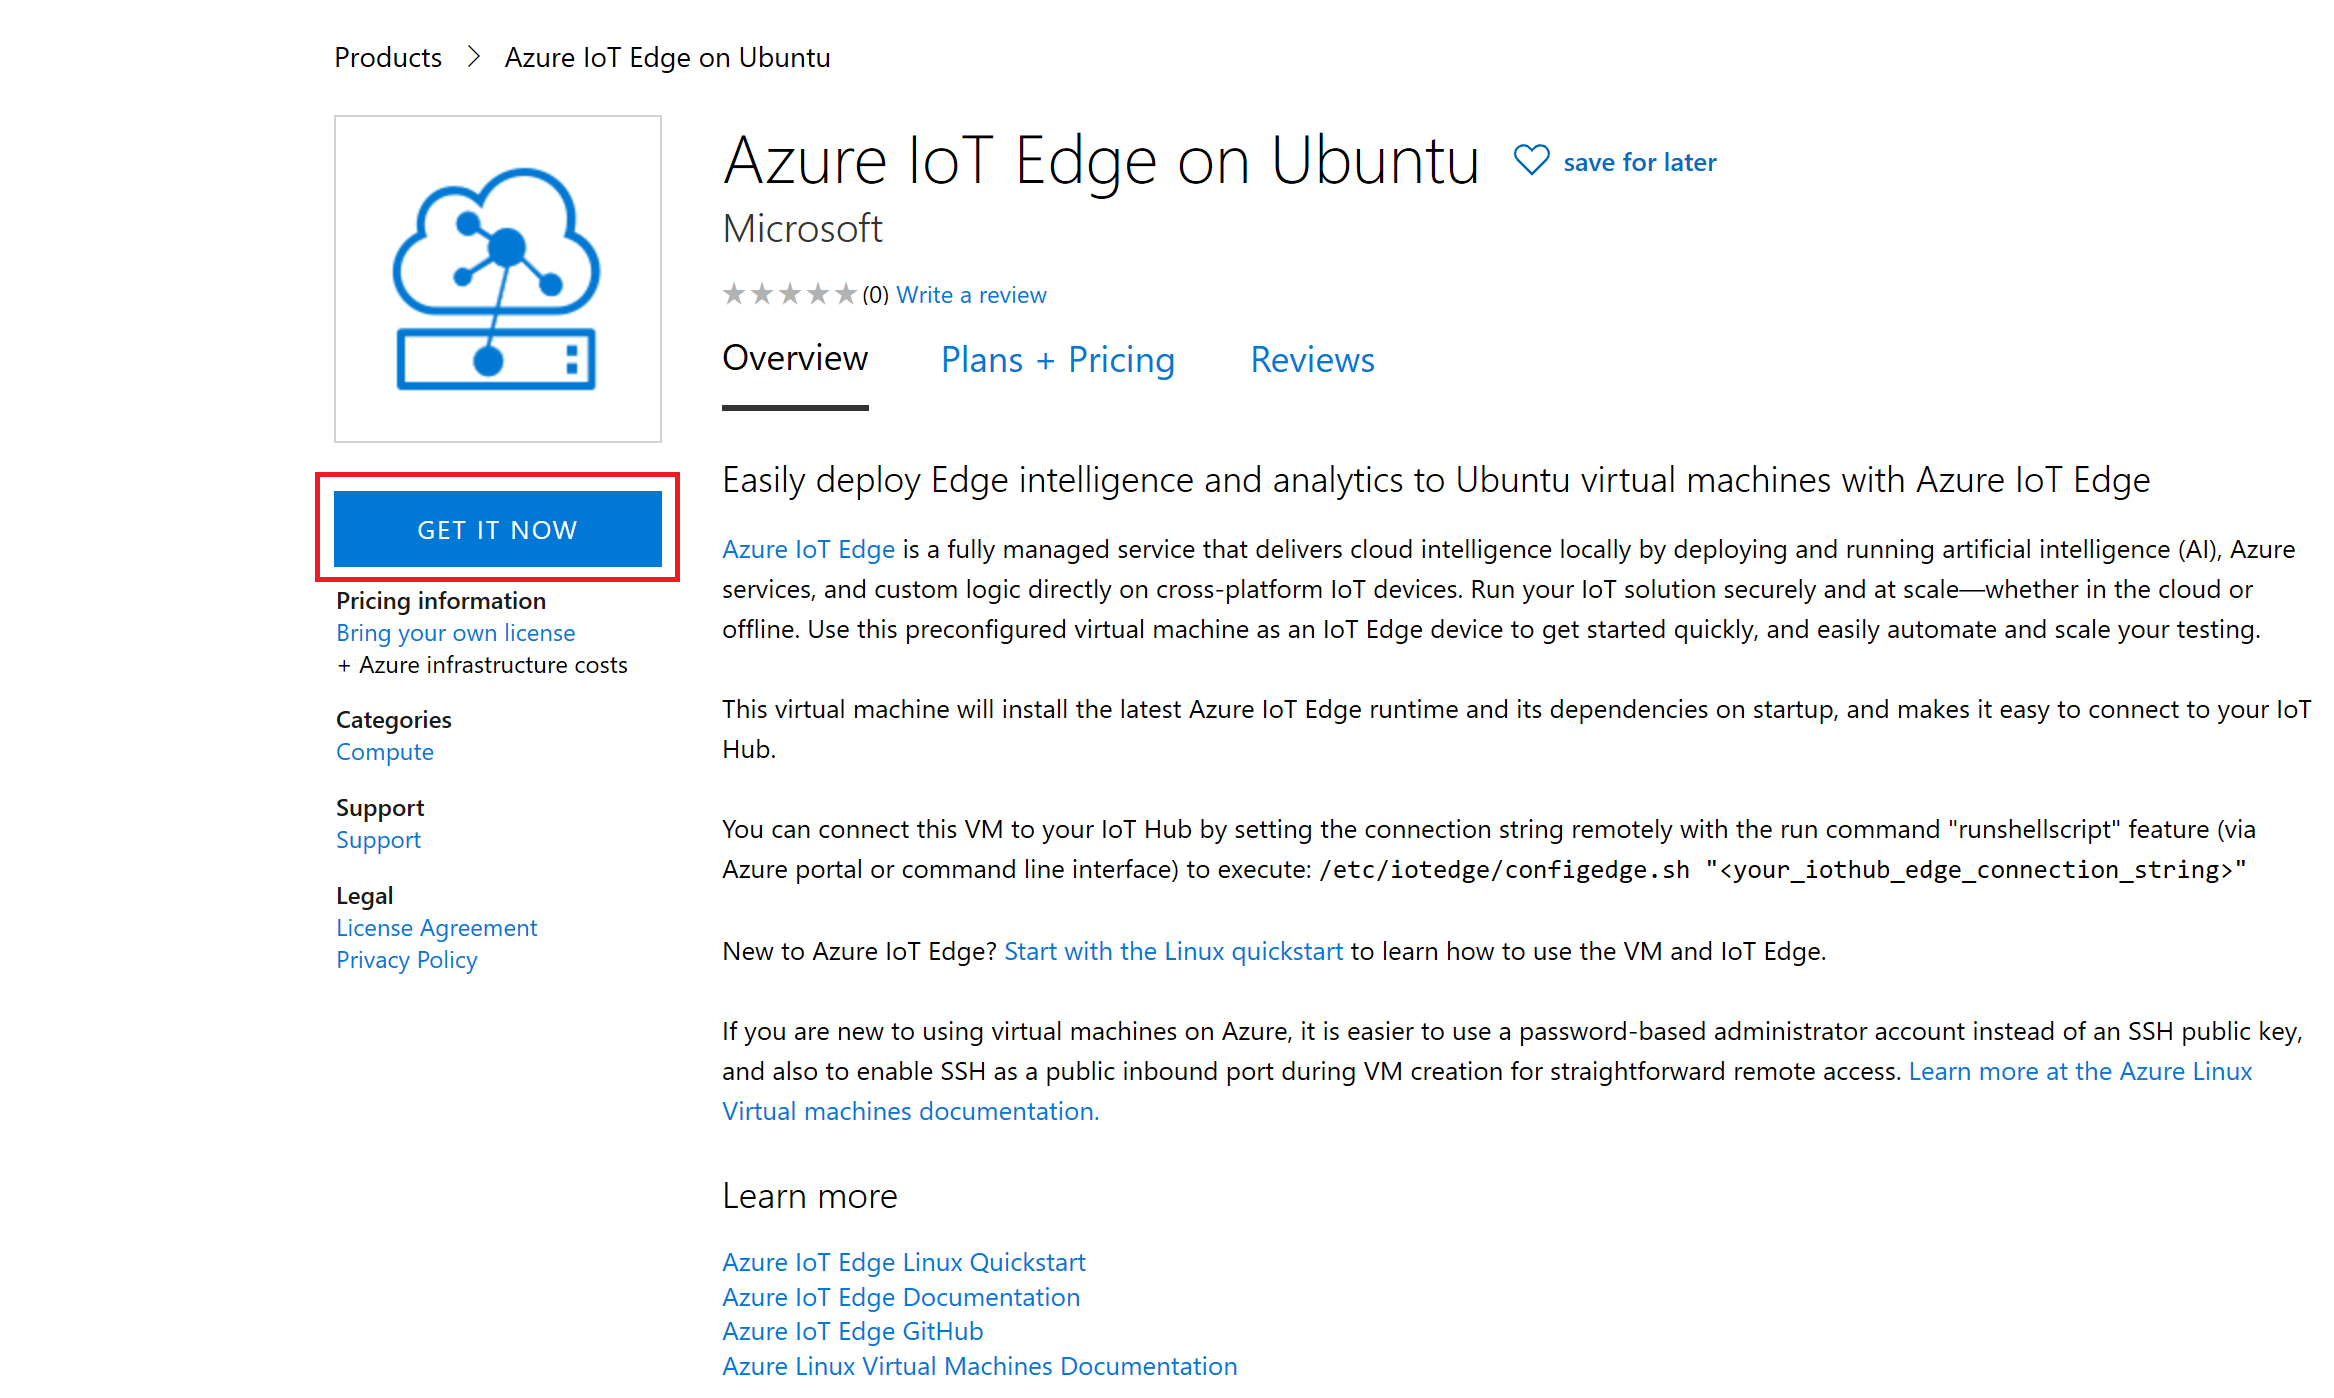 Products > Azure IoT Edge on Ubuntu
Azure IoT Edge on Ubuntu
save for later
Microsoft
(0) Write a review
Overview
Plans + Pricing
Reviews
GET IT NOW
Pricing information
Bring your own license
+ Azure infrastructure costs
Categories
Compute
Support
Support
Legal
License Agreement
Privacy Policy
Easily deploy Edge intelligence and analytics to Ubuntu virtual machines with Azure IoT Edge
Azure IoT Edge is a fully managed service that delivers cloud intelligence locally by deploying and running artificial intelligence (AI), Azure
services, and custom logic directly on cross-platform IoT devices. Run your IoT solution securely and at scale—whether in the cloud or
offline. Use this preconfigured virtual machine as an IoT Edge device to get started quickly, and easily automate and scale your testing.
This virtual machine will install the latest Azure IoT Edge runtime and its dependencies on startup, and makes it easy to connect to your IoT
Hub.
You can connect this VM to your IoT Hub by setting the connection string remotely with the run command "runshellscript" feature (via
Azure portal or command line interface) to execute: /etc/iotedge/configedge.sh "<your_iothub_edge_connection_string>"
New to Azure IoT Edge? Start with the Linux quickstart to learn how to use the VM and IoT Edge.
If you are new to using virtual machines on Azure, it is easier to use a password-based administrator account instead of an SSH public key,
and also to enable SSH as a public inbound port during VM creation for straightforward remote access. Learn more at the Azure Linux
Virtual machines documentation.
Learn more
Azure IoT Edge Linux Quickstart
Azure IoT Edge Documentation
Azure IoT Edge GitHub
Azure Linux Virtual Machines Documentation